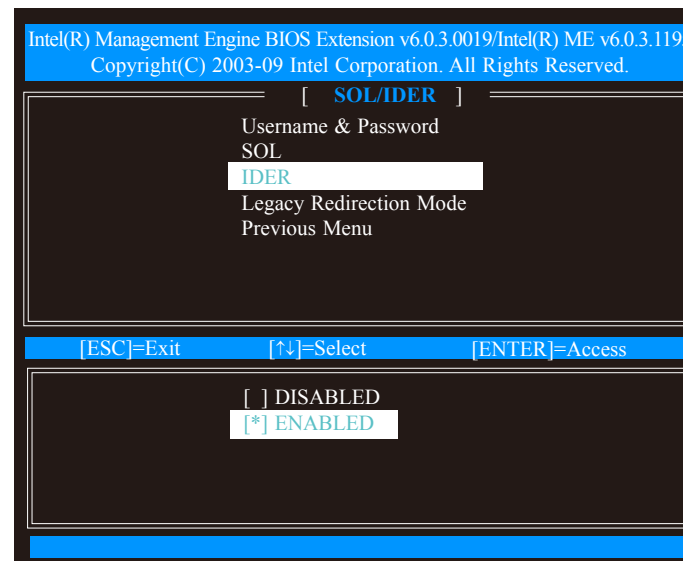 Intel(R) Management Engine BIOS Extension v6.0.3.0019/Intel(R) ME v6.0.3.119
Copyright(C) 2003-09 Intel Corporation. All Rights Reserved.
[ SOL/IDER ]
Username & Password
SOL
IDER
Legacy Redirection Mode
Previous Menu
[ESC]=Exit [↑↓]=Select [ENTER]=Access
[ ] DISABLED
[*] ENABLED